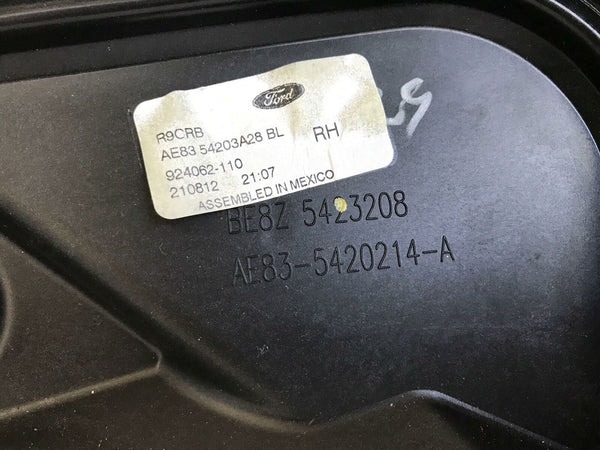 Ford
R9CRB
AE83 54203A28 BL RH
924062-110
210812 21:07
ASSEMBLED IN MEXICO
BE8Z 5423208
AE83-5420214-A